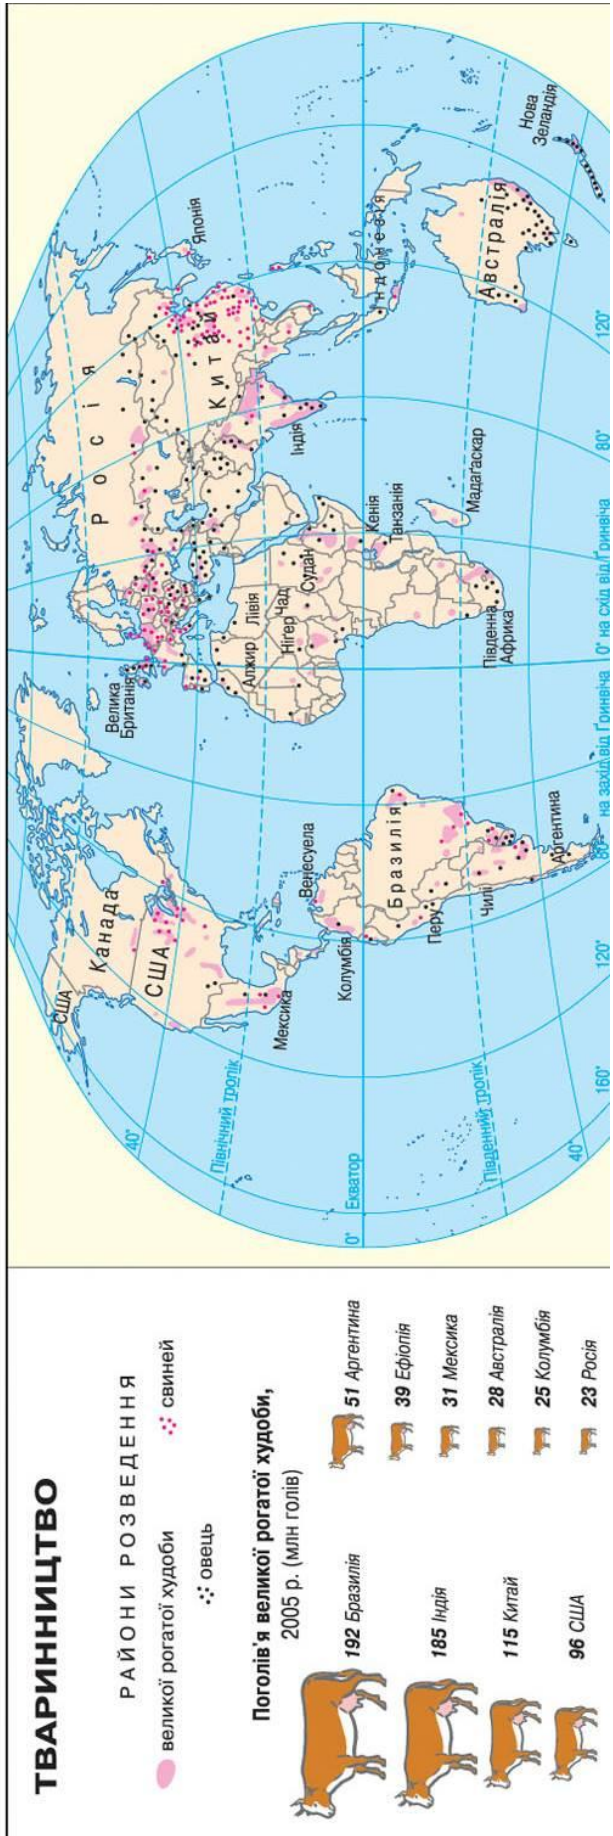 ТВАРИННИЦТВО
РАЙОНИ РОЗВЕДЕННЯ
великої рогатої худоби
свиней
овець
Поголів'я великої рогатої худоби,
2005 р. (млн голів)
192 Бразилія
185 Індія
115 Китай
96 США
51 Аргентина
39 Ефіопія
31 Мексика
28 Австралія
25 Колумбія
23 Росія
США
Канада
США
Мексика
Венесуела
Колумбія
Бразилія
Перу
Чилі
Аргентина
Велика
Британія
Росія
Китай
Японія
Індія
Індонезія
Алжир
Лівія
Нігер
Чад
Судан
Кенія
Танзанія
Мадагаскар
Південна
Африка
Австралія
Нова
Зеландія
Північний тропік
Екватор
Південний тропік
40°
0°
40°
160°
120°
80°
на захід від Ґринвіча
0°
на схід від Ґринвіча
80°
120°